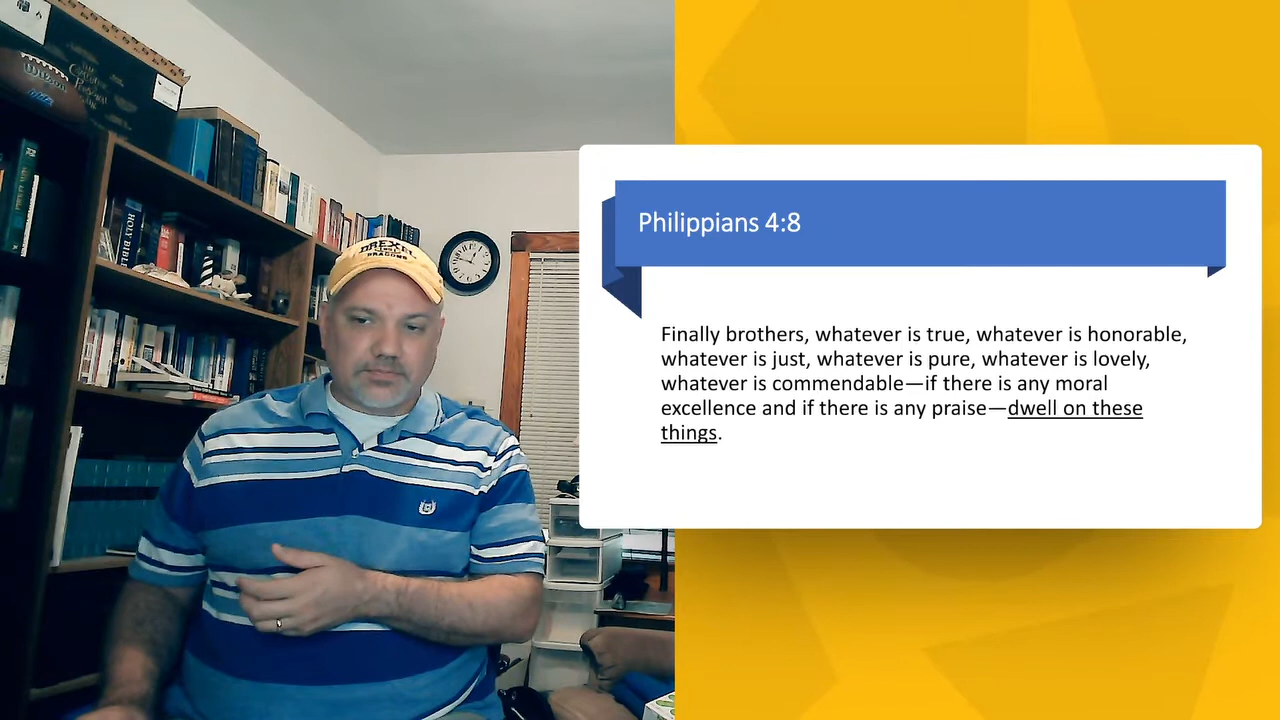 Wilson
HOLY BIBLE
DREXEL
DRAGONS
Philippians 4:8
Finally brothers, whatever is true, whatever is honorable,
whatever is just, whatever is pure, whatever is lovely,
whatever is commendable—if there is any moral
excellence and if there is any praise—dwell on these
things.